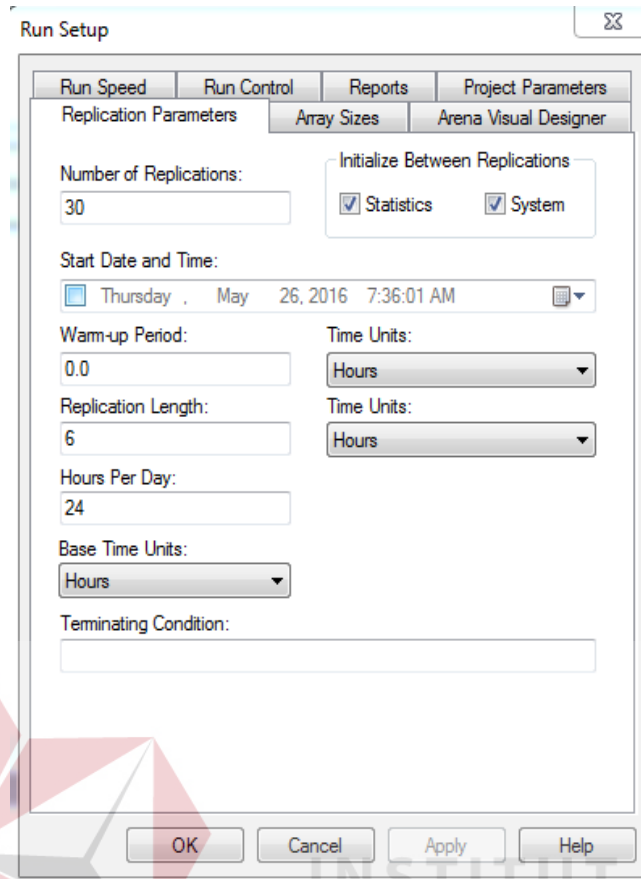 Run Setup
Run Speed Run Control Reports Project Parameters
Replication Parameters Array Sizes Arena Visual Designer
Number of Replications:
30
Initialize Between Replications
Statistics System
Start Date and Time:
Thursday , May 26, 2016 7:36:01 AM
Warm-up Period: Time Units:
0.0 Hours
Replication Length: Time Units:
6 Hours
Hours Per Day:
24
Base Time Units:
Hours
Terminating Condition:
OK Cancel Apply Help
INSTITUT